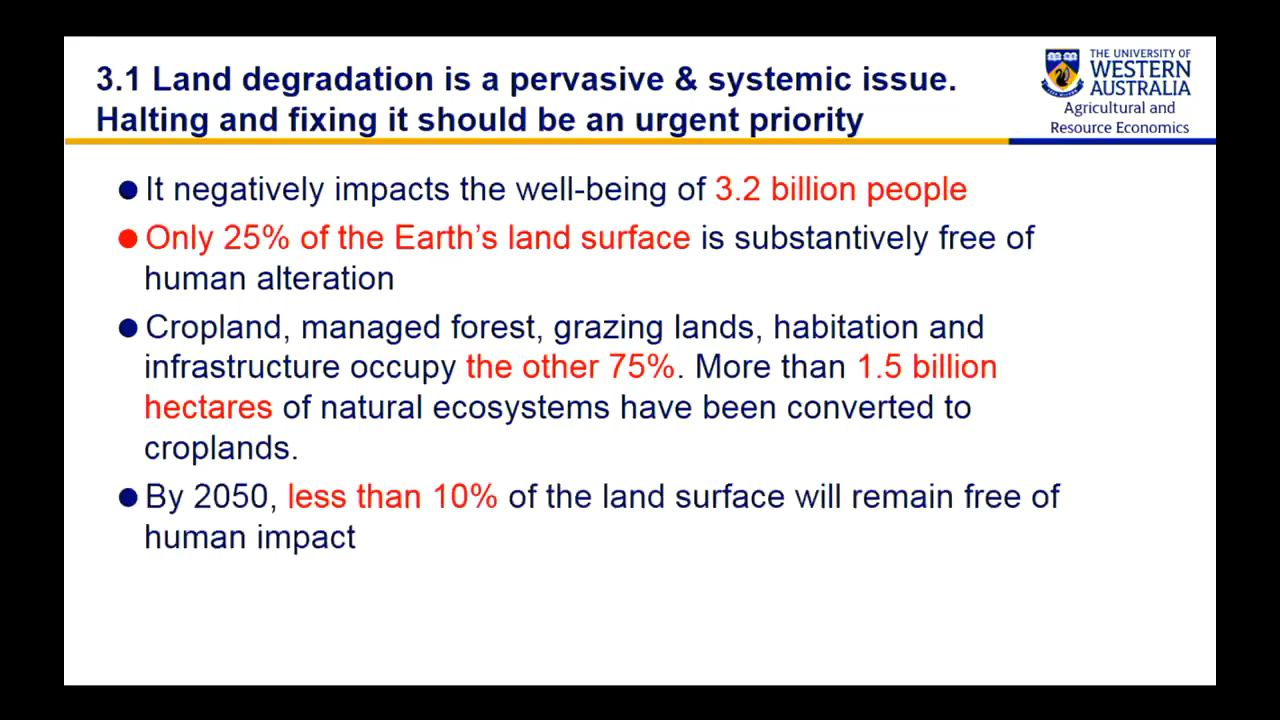 3.1 Land degradation is a pervasive & systemic issue.
Halting and fixing it should be an urgent priority
THE UNIVERSITY OF
WESTERN
AUSTRALIA
Agricultural and
Resource Economics
● It negatively impacts the well-being of 3.2 billion people
● Only 25% of the Earth's land surface is substantively free of
human alteration
● Cropland, managed forest, grazing lands, habitation and
infrastructure occupy the other 75%. More than 1.5 billion
hectares of natural ecosystems have been converted to
croplands.
● By 2050, less than 10% of the land surface will remain free of
human impact